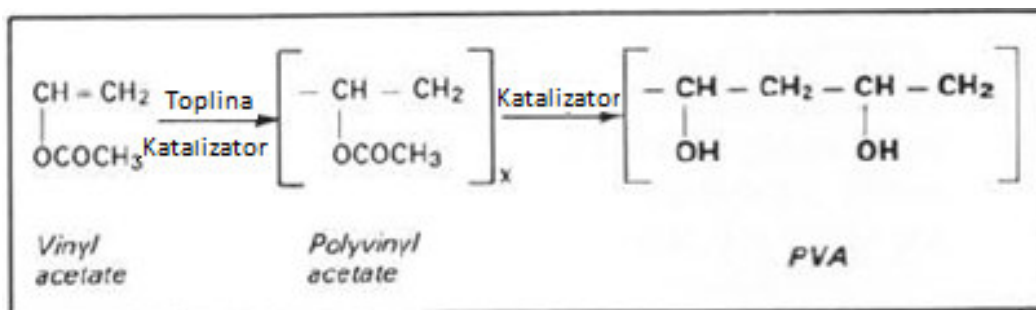 CH = CH₂ Toplina - CH - CH₂ Katalizator - CH - CH₂ - CH - CH₂
OCOCH₃ Katalizator OCOCH₃ x OH OH
Vinyl acetate
Polyvinyl acetate
PVA